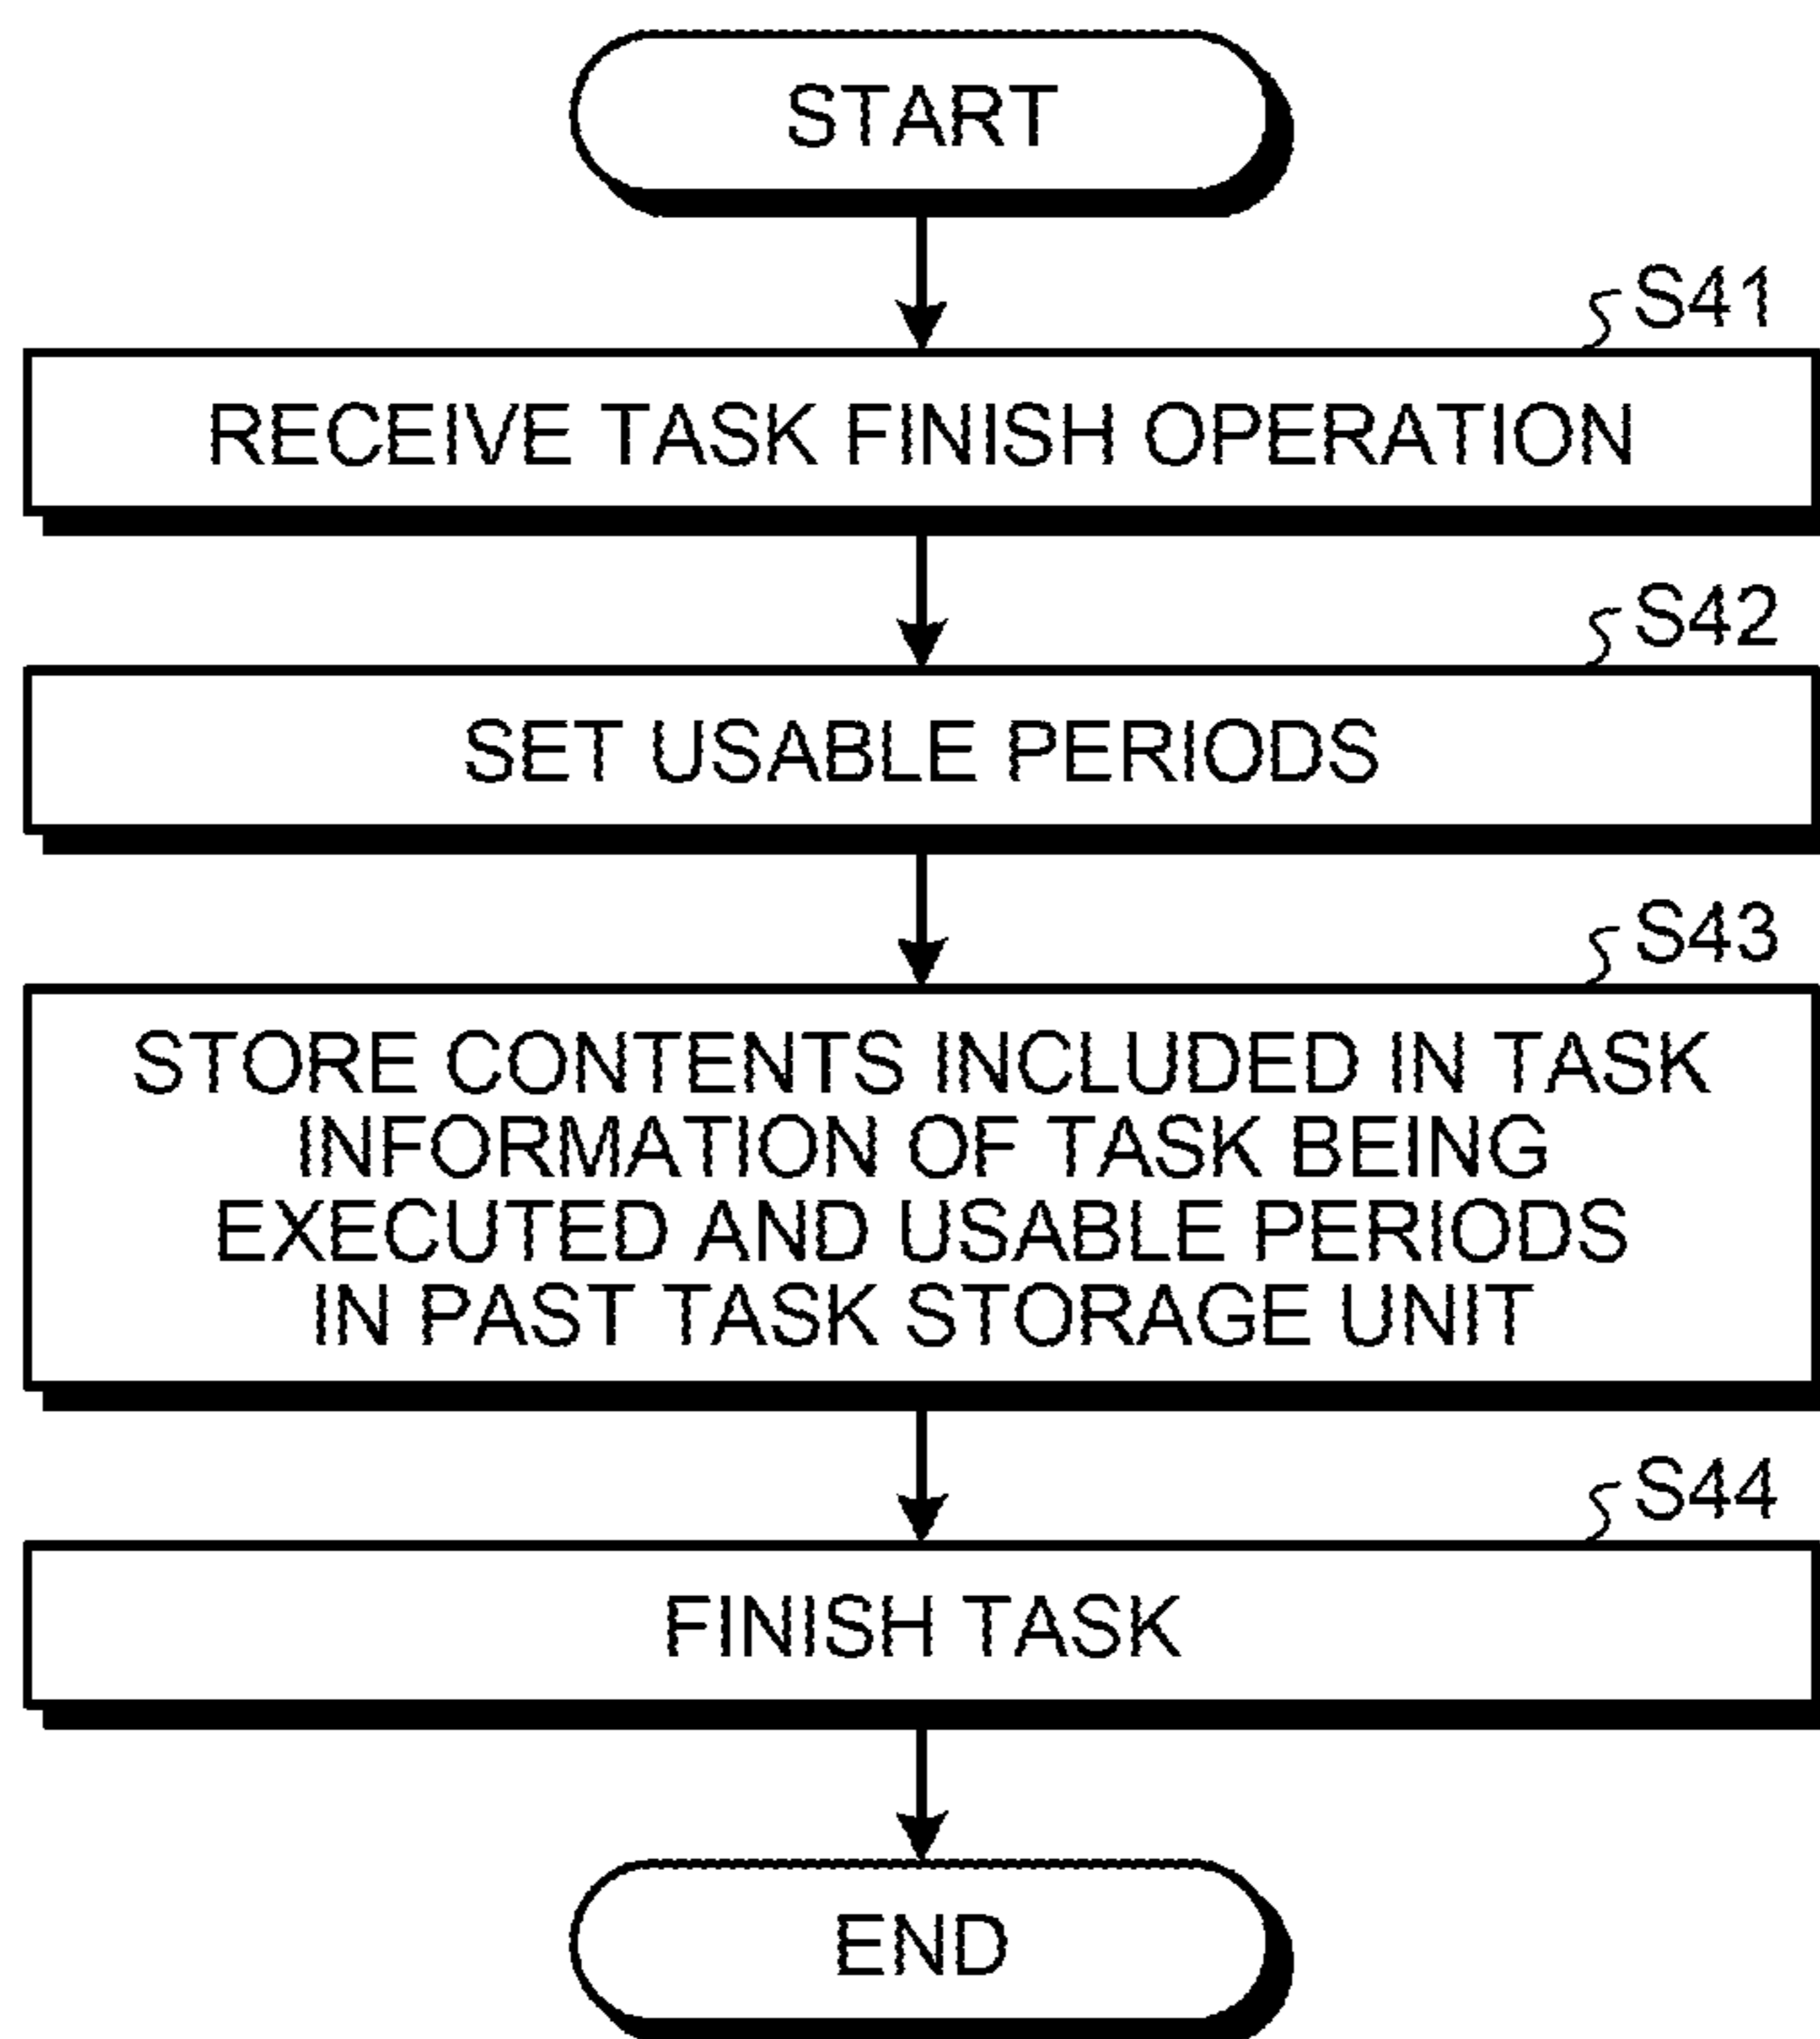 START
S41
RECEIVE TASK FINISH OPERATION
S42
SET USABLE PERIODS
S43
STORE CONTENTS INCLUDED IN TASK
INFORMATION OF TASK BEING
EXECUTED AND USABLE PERIODS
IN PAST TASK STORAGE UNIT
S44
FINISH TASK
END